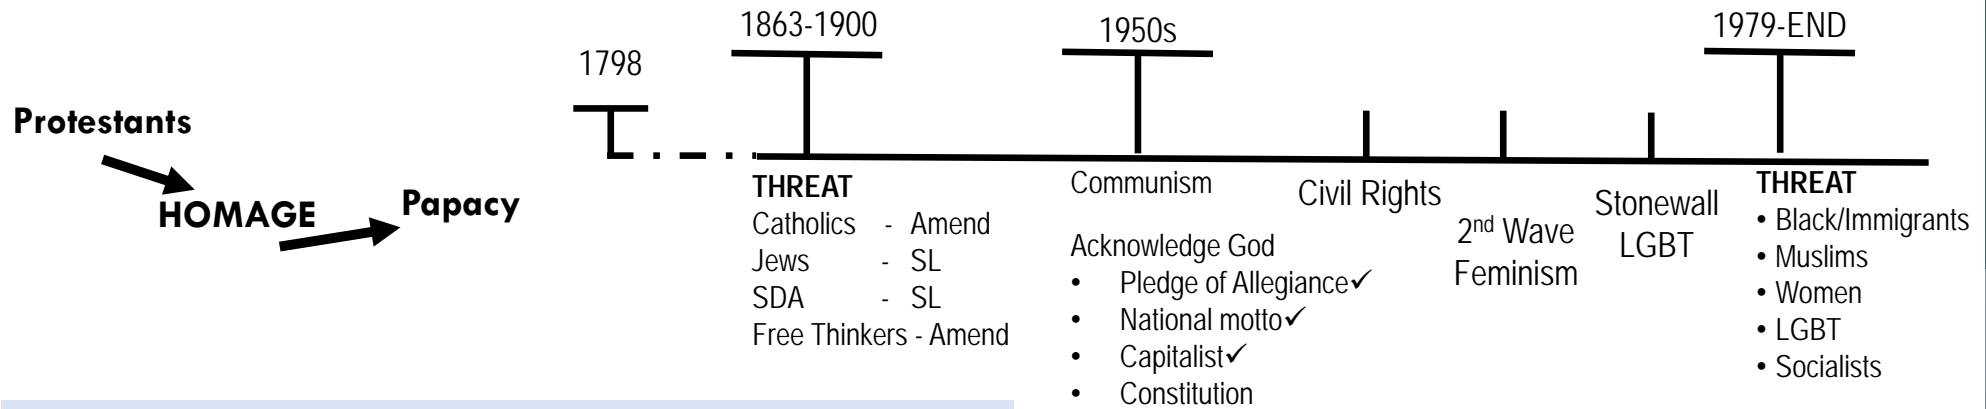 Protestants
HOMAGE
Papacy
1798
1863-1900
THREAT
Catholics - Amend
Jews - SL
SDA - SL
Free Thinkers - Amend
1950s
Communism
Acknowledge God
• Pledge of Allegiance✓
• National motto✓
• Capitalist✓
• Constitution
Civil Rights
2nd Wave
Feminism
Stonewall
LGBT
1979-END
THREAT
• Black/Immigrants
• Muslims
• Women
• LGBT
• Socialists